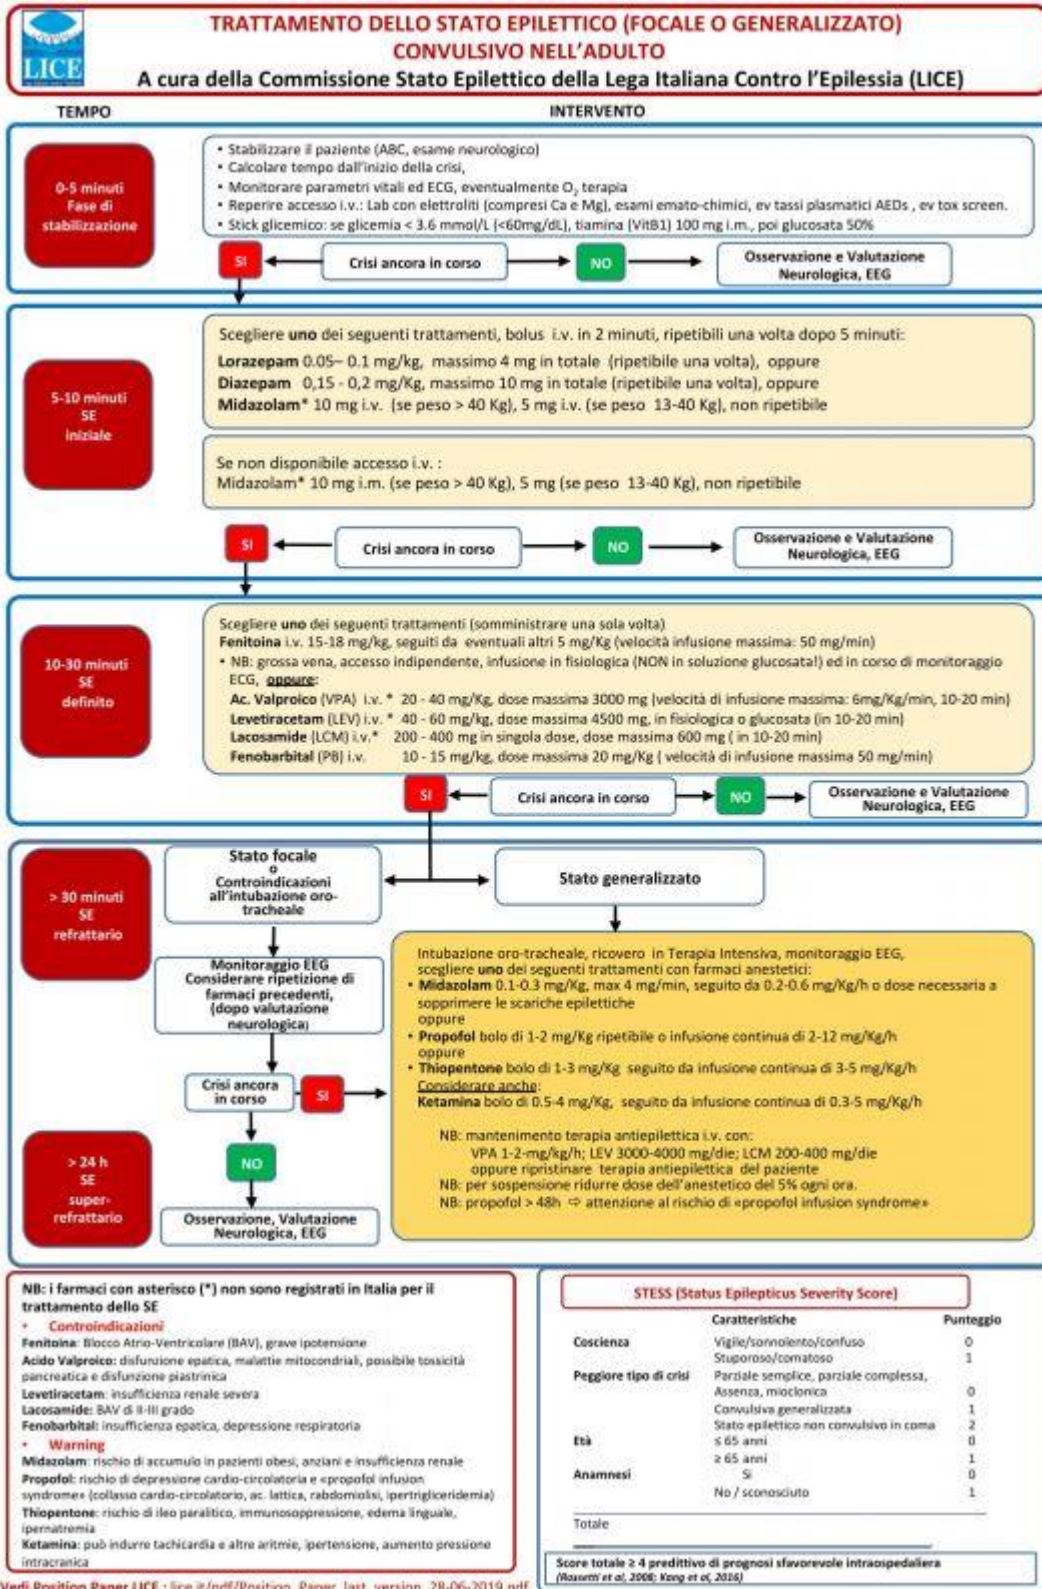 LICE
TRATTAMENTO DELLO STATO EPILETTICO (FOCALE O GENERALIZZATO)
CONVULSIVO NELL'ADULTO
A cura della Commissione Stato Epilettico della Lega Italiana Contro l'Epilessia (LICE)
TEMPO
INTERVENTO
0-5 minuti
Fase di
stabilizzazione
• Stabilizzare il paziente (ABC, esame neurologico)
• Calcolare tempo dall'inizio della crisi,
• Monitorare parametri vitali ed ECG, eventualmente O2 terapia
• Reperire accesso i.v.: Lab con elettroliti (compresi Ca e Mg), esami emato-chimici, ev tassi plasmatici AEDs , ev tox screen.
• Stick glicemico: se glicemia < 3.6 mmol/L (<60mg/dL), tiamina (VitB1) 100 mg i.m., poi glucosata 50%
SI
Crisi ancora in corso
NO
Osservazione e Valutazione
Neurologica, EEG
5-10 minuti
SE
iniziale
Scegliere uno dei seguenti trattamenti, bolus i.v. in 2 minuti, ripetibili una volta dopo 5 minuti:
Lorazepam 0.05– 0.1 mg/kg, massimo 4 mg in totale (ripetibile una volta), oppure
Diazepam 0,15 - 0,2 mg/Kg, massimo 10 mg in totale (ripetibile una volta), oppure
Midazolam* 10 mg i.v. (se peso > 40 Kg), 5 mg i.v. (se peso 13-40 Kg), non ripetibile
Se non disponibile accesso i.v. :
Midazolam* 10 mg i.m. (se peso > 40 Kg), 5 mg (se peso 13-40 Kg), non ripetibile
SI
Crisi ancora in corso
NO
Osservazione e Valutazione
Neurologica, EEG
10-30 minuti
SE
definito
Scegliere uno dei seguenti trattamenti (somministrare una sola volta)
Fenitoina i.v. 15-18 mg/kg, seguiti da eventuali altri 5 mg/Kg (velocità infusione massima: 50 mg/min)
• NB: grossa vena, accesso indipendente, infusione in fisiologica (NON in soluzione glucosata!) ed in corso di monitoraggio
ECG, oppure:
Ac. Valproico (VPA) i.v. * 20 - 40 mg/Kg, dose massima 3000 mg (velocità di infusione massima: 6mg/Kg/min, 10-20 min)
Levetiracetam (LEV) i.v. * 40 - 60 mg/kg, dose massima 4500 mg, in fisiologica o glucosata (in 10-20 min)
Lacosamide (LCM) i.v.* 200 - 400 mg in singola dose, dose massima 600 mg ( in 10-20 min)
Fenobarbital (PB) i.v. 10 - 15 mg/kg, dose massima 20 mg/Kg ( velocità di infusione massima 50 mg/min)
SI
Crisi ancora in corso
NO
Osservazione e Valutazione
Neurologica, EEG
> 30 minuti
SE
refrattario
Stato focale
o
Controindicazioni
all'intubazione oro-
tracheale
Stato generalizzato
Monitoraggio EEG
Considerare ripetizione di
farmaci precedenti,
(dopo valutazione
neurologica)
Crisi ancora
in corso
SI
NO
Osservazione, Valutazione
Neurologica, EEG
> 24 h
SE
super-
refrattario
Intubazione oro-tracheale, ricovero in Terapia Intensiva, monitoraggio EEG,
scegliere uno dei seguenti trattamenti con farmaci anestetici:
• Midazolam 0.1-0.3 mg/Kg, max 4 mg/min, seguito da 0.2-0.6 mg/Kg/h o dose necessaria a
sopprimere le scariche epilettiche
oppure
• Propofol bolo di 1-2 mg/Kg ripetibile o infusione continua di 2-12 mg/Kg/h
oppure
• Thiopentone bolo di 1-3 mg/Kg seguito da infusione continua di 3-5 mg/Kg/h
Considerare anche:
Ketamina bolo di 0.5-4 mg/Kg, seguito da infusione continua di 0.3-5 mg/Kg/h
NB: mantenimento terapia antiepilettica i.v. con:
VPA 1-2-mg/kg/h; LEV 3000-4000 mg/die; LCM 200-400 mg/die
oppure ripristinare terapia antiepilettica del paziente
NB: per sospensione ridurre dose dell'anestetico del 5% ogni ora.
NB: propofol > 48h ⇨ attenzione al rischio di «propofol infusion syndrome»
NB: i farmaci con asterisco (*) non sono registrati in Italia per il
trattamento dello SE
• Controindicazioni
Fenitoina: Blocco Atrio-Ventricolare (BAV), grave ipotensione
Acido Valproico: disfunzione epatica, malattie mitocondriali, possibile tossicità
pancreatica e disfunzione piastrinica
Levetiracetam: insufficienza renale severa
Lacosamide: BAV di II-III grado
Fenobarbital: insufficienza epatica, depressione respiratoria
• Warning
Midazolam: rischio di accumulo in pazienti obesi, anziani e insufficienza renale
Propofol: rischio di depressione cardio-circolatoria e «propofol infusion
syndrome» (collasso cardio-circolatorio, ac. lattica, rabdomiolisi, ipertrigliceridemia)
Thiopentone: rischio di ileo paralitico, immunosoppressione, edema linguale,
ipernatremia
Ketamina: può indurre tachicardia e altre aritmie, ipertensione, aumento pressione
intracranica
STESS (Status Epilepticus Severity Score)
Caratteristiche Punteggio
Coscienza Vigile/sonnolento/confuso 0
Stuporoso/comatoso 1
Peggiore tipo di crisi Parziale semplice, parziale complessa,
Assenza, mioclonica 0
Convulsiva generalizzata 1
Stato epilettico non convulsivo in coma 2
Età ≤ 65 anni 0
≥ 65 anni 1
Anamnesi Si 0
No / sconosciuto 1
Totale
Score totale ≥ 4 predittivo di prognosi sfavorevole intraospedaliera
(Rossetti et al, 2008; Kang et al, 2016)
Vedi Position Paper LICE : lice.it/pdf/Position_Paper_last_version_28-06-2019.pdf